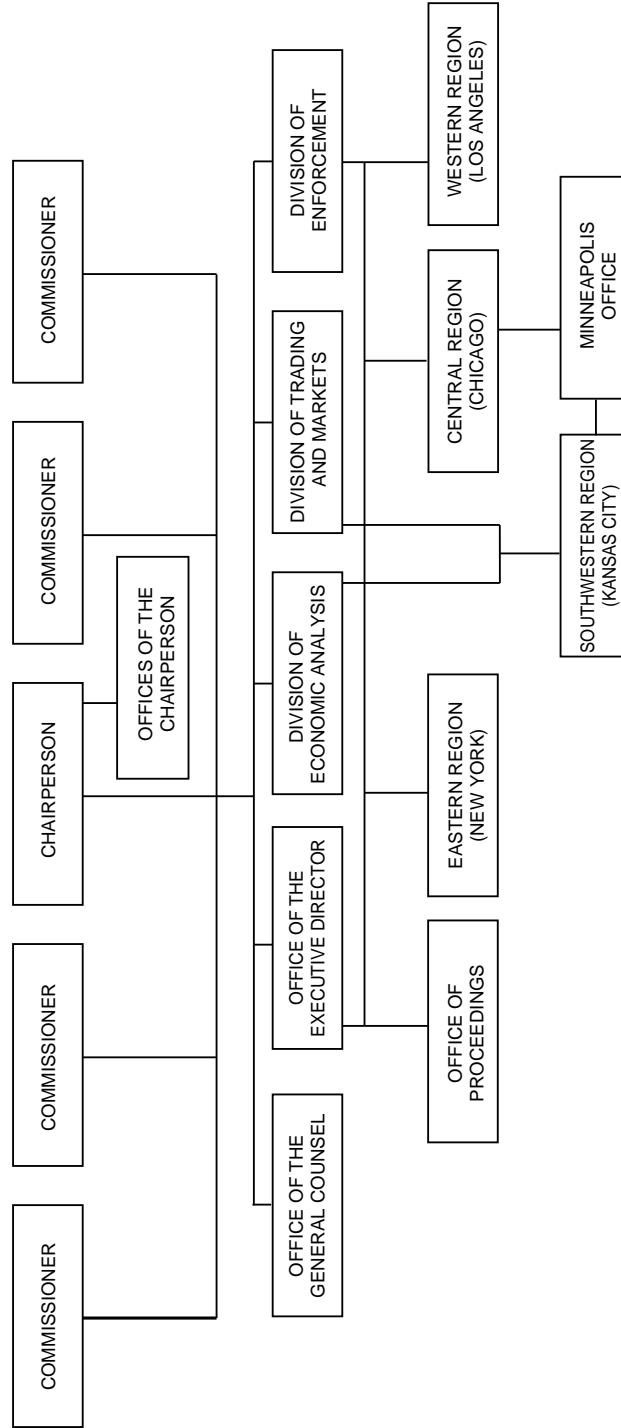 COMMISSIONER
COMMISSIONER
CHAIRPERSON
COMMISSIONER
COMMISSIONER
OFFICES OF THE
CHAIRPERSON
OFFICE OF THE
GENERAL COUNSEL
OFFICE OF THE
EXECUTIVE DIRECTOR
DIVISION OF
ECONOMIC ANALYSIS
DIVISION OF TRADING
AND MARKETS
DIVISION OF
ENFORCEMENT
OFFICE OF
PROCEEDINGS
EASTERN REGION
(NEW YORK)
CENTRAL REGION
(CHICAGO)
WESTERN REGION
(LOS ANGELES)
SOUTHWESTERN REGION
(KANSAS CITY)
MINNEAPOLIS
OFFICE